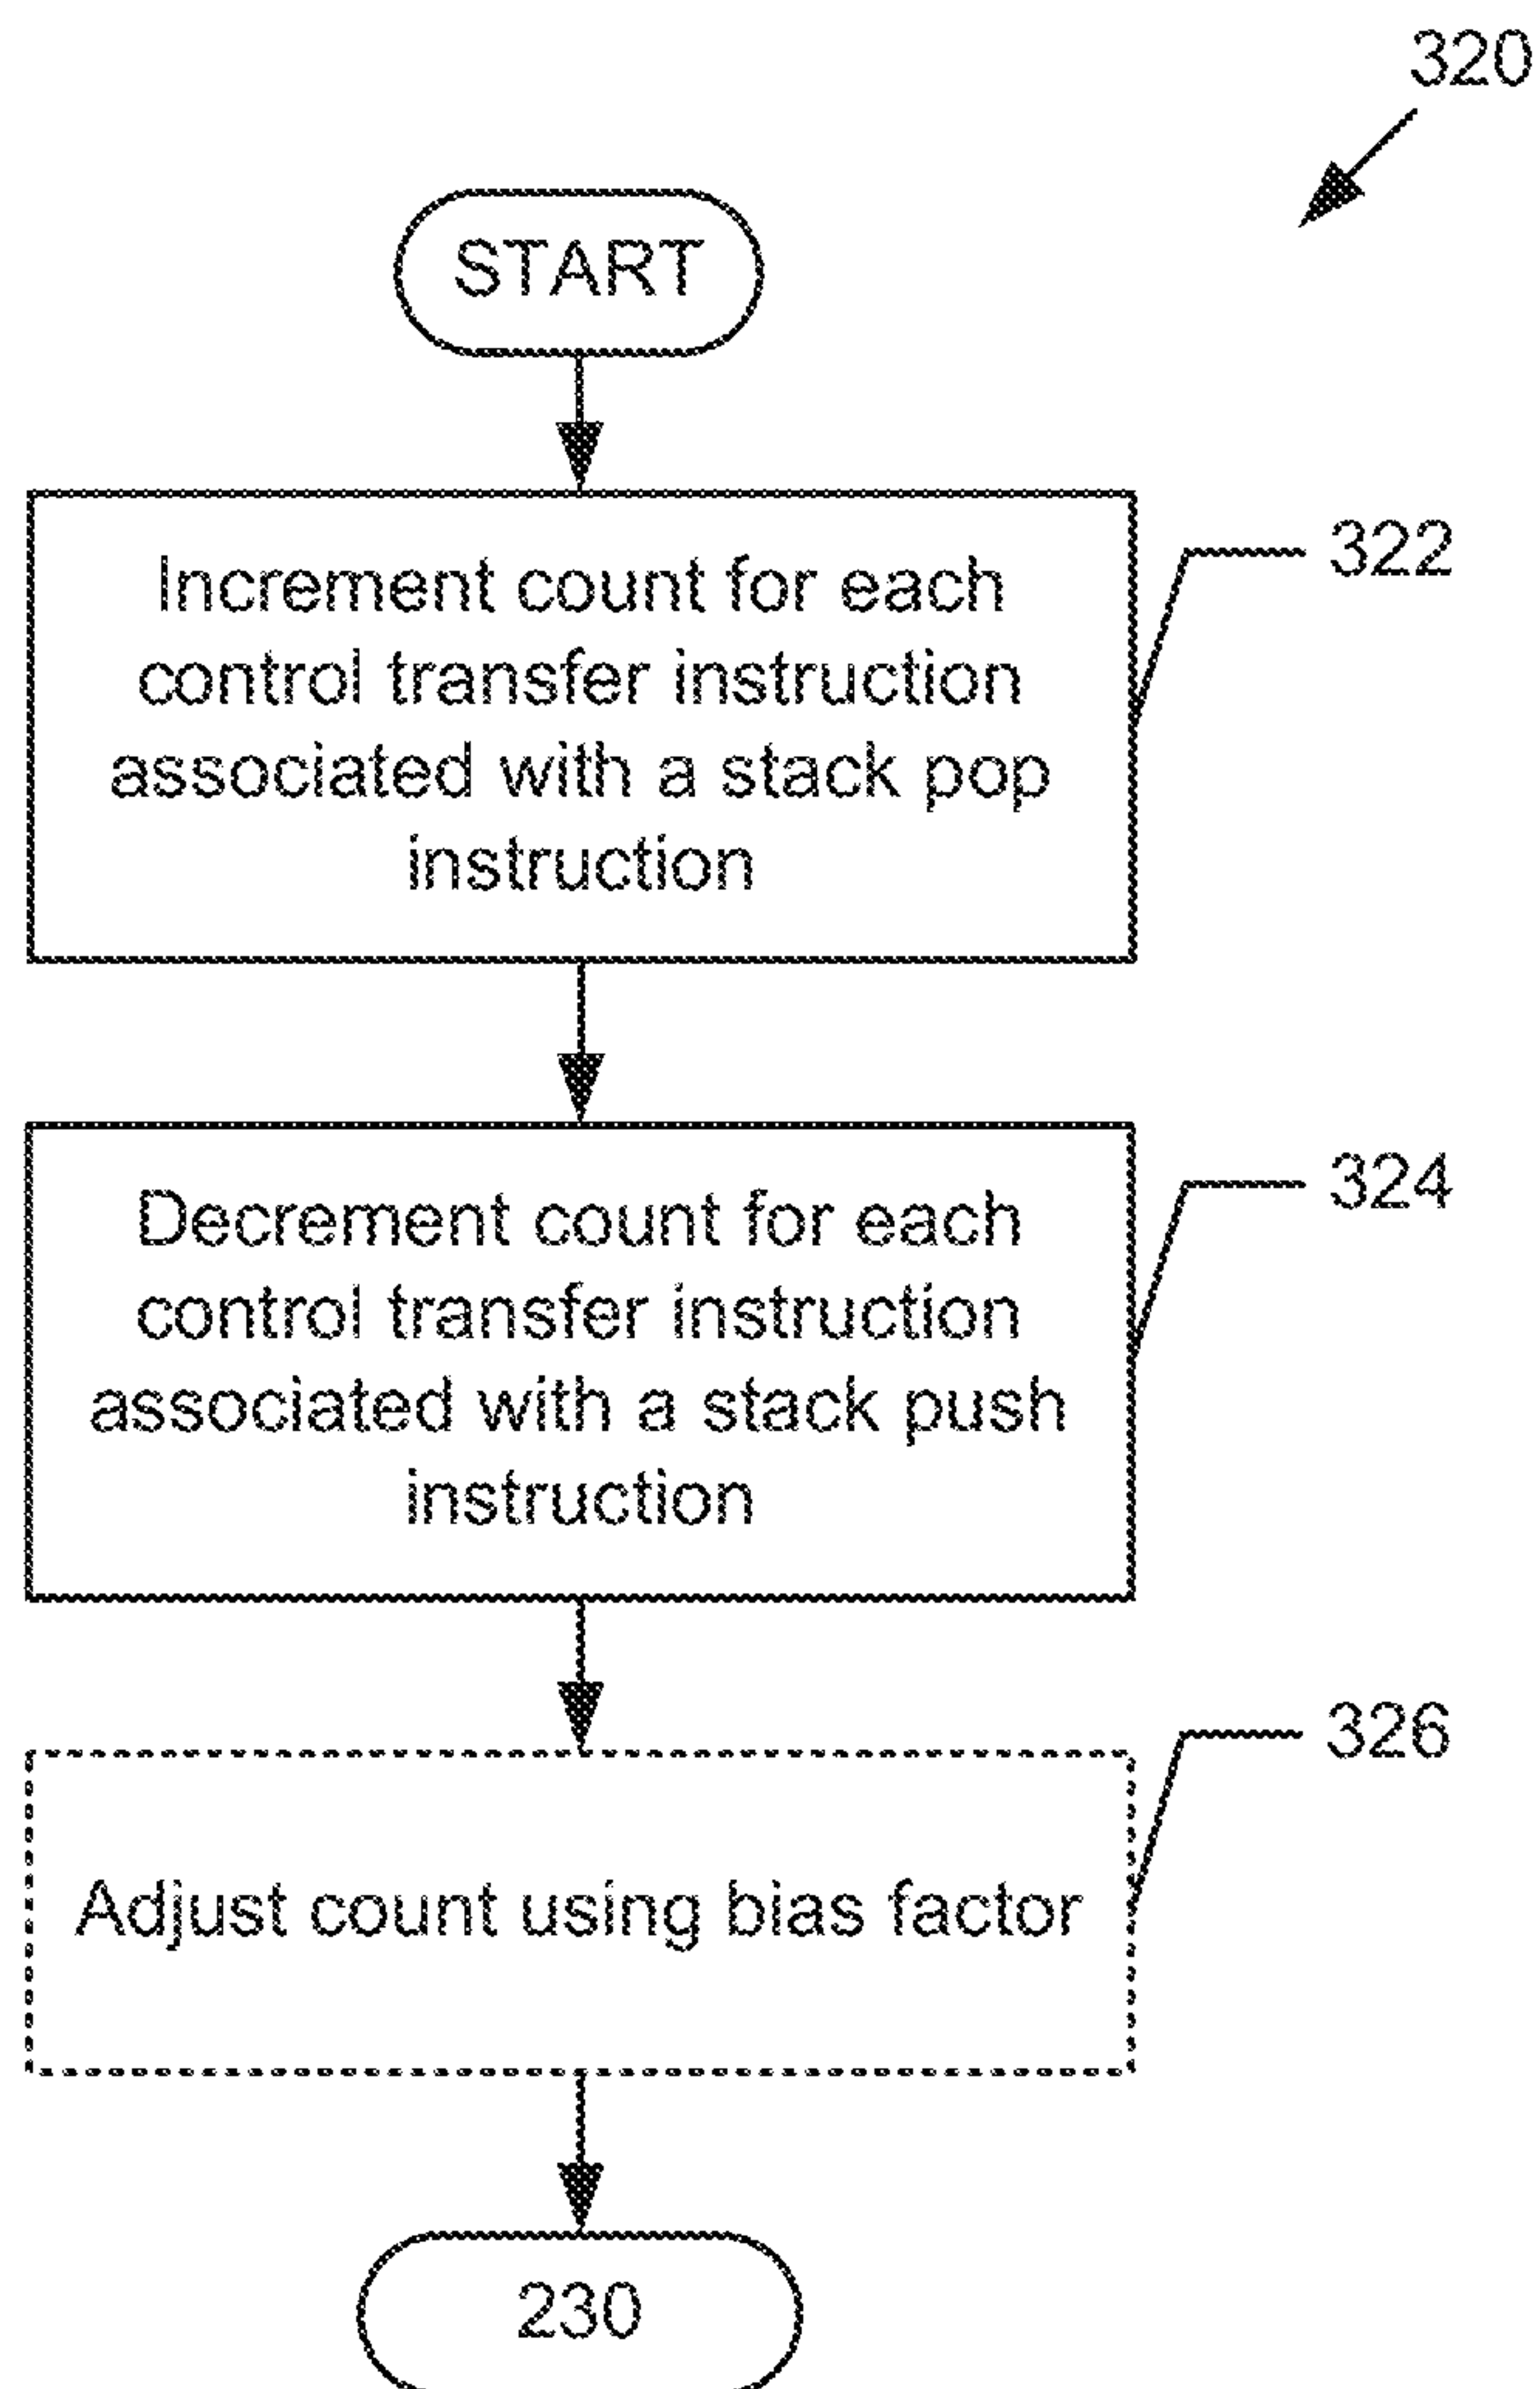 320
START
Increment count for each
control transfer instruction
associated with a stack pop
instruction
322
Decrement count for each
control transfer instruction
associated with a stack push
instruction
324
326
Adjust count using bias factor
230